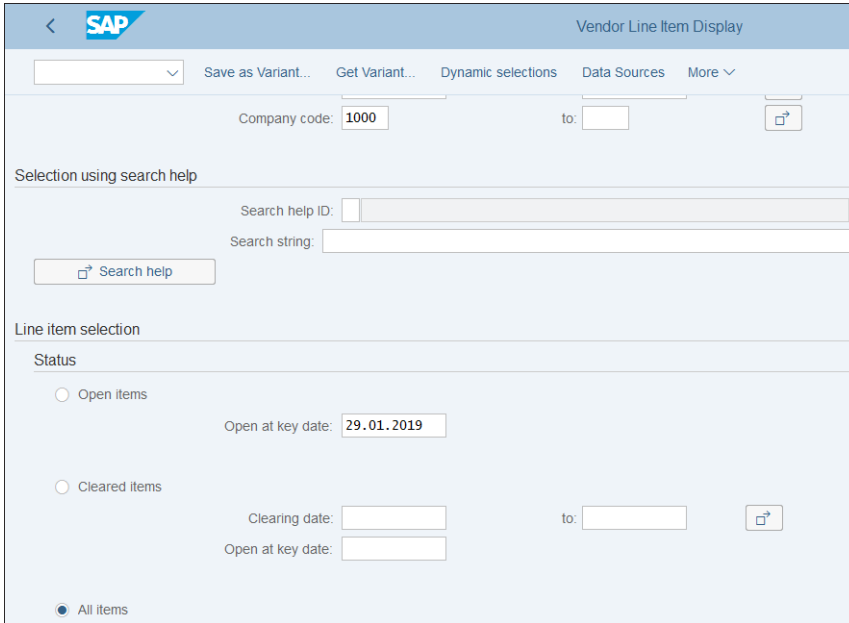 SAP
Vendor Line Item Display
Save as Variant... Get Variant... Dynamic selections Data Sources More
Company code: 1000 to:
Selection using search help
Search help ID:
Search string:
Search help
Line item selection
Status
Open items
Open at key date: 29.01.2019
Cleared items
Clearing date: to:
Open at key date:
All items